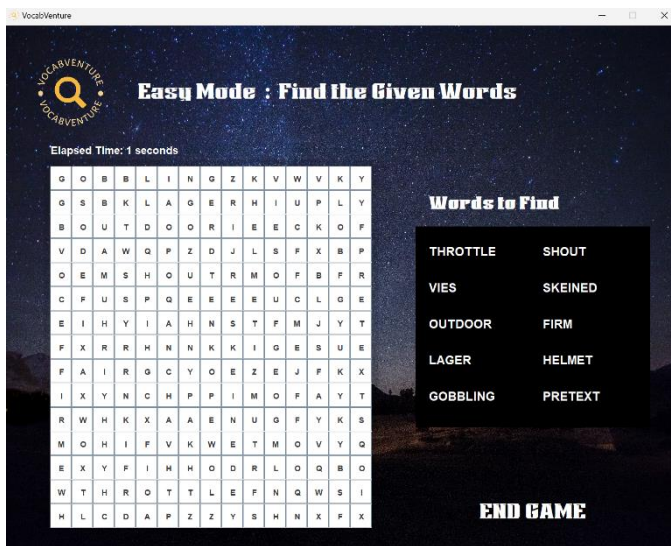 VocabVenture
VOCABVENTURE
VOCABVENTURE
Easy Mode : Find the Given Words
Elapsed Time: 1 seconds
G O B B L I N G Z K V W V K Y
G S B K L A G E R H I U P L Y
B O U T D O O R I E E C K O F
V D A W Q P Z D J L S F X B P
O E M S H O U T R M O F B F R
C F U S P Q E E E E U C L G E
E I H Y I A H N S T F M J Y T
F X R R H N N K K I G E S U E
F A I R G C Y O E Z E J F K X
I X Y N C H P P I M O F A Y T
R W H K X A A E N U G F Y K S
M O H I F V K W E T M O V Y Q
E X Y F I H H O D R L O Q B O
W T H R O T T L E F N Q W S I
H L C D A P Z Z Y S H N X F X
Words to Find
THROTTLE SHOUT
VIES SKEINED
OUTDOOR FIRM
LAGER HELMET
GOBBLING PRETEXT
END GAME